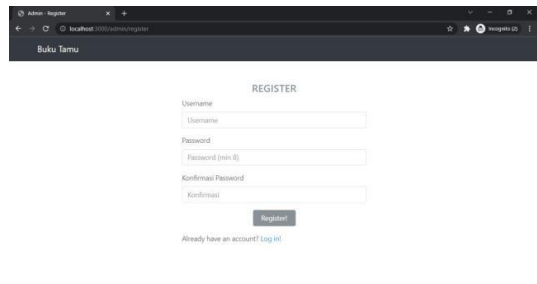 Admin - Register
localhost:3000/admin/register
Incognito (2)
Buku Tamu
REGISTER
Username
Username
Password
Password (min 8)
Konfirmasi Password
Konfirmasi
Register!
Already have an account? Log in!